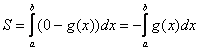 S = ∫_a^b (0 − g(x))dx = −∫_a^b g(x)dx